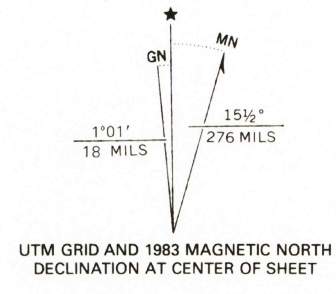 ★
MN
GN
15½°
276 MILS
1°01′
18 MILS
UTM GRID AND 1983 MAGNETIC NORTH
DECLINATION AT CENTER OF SHEET